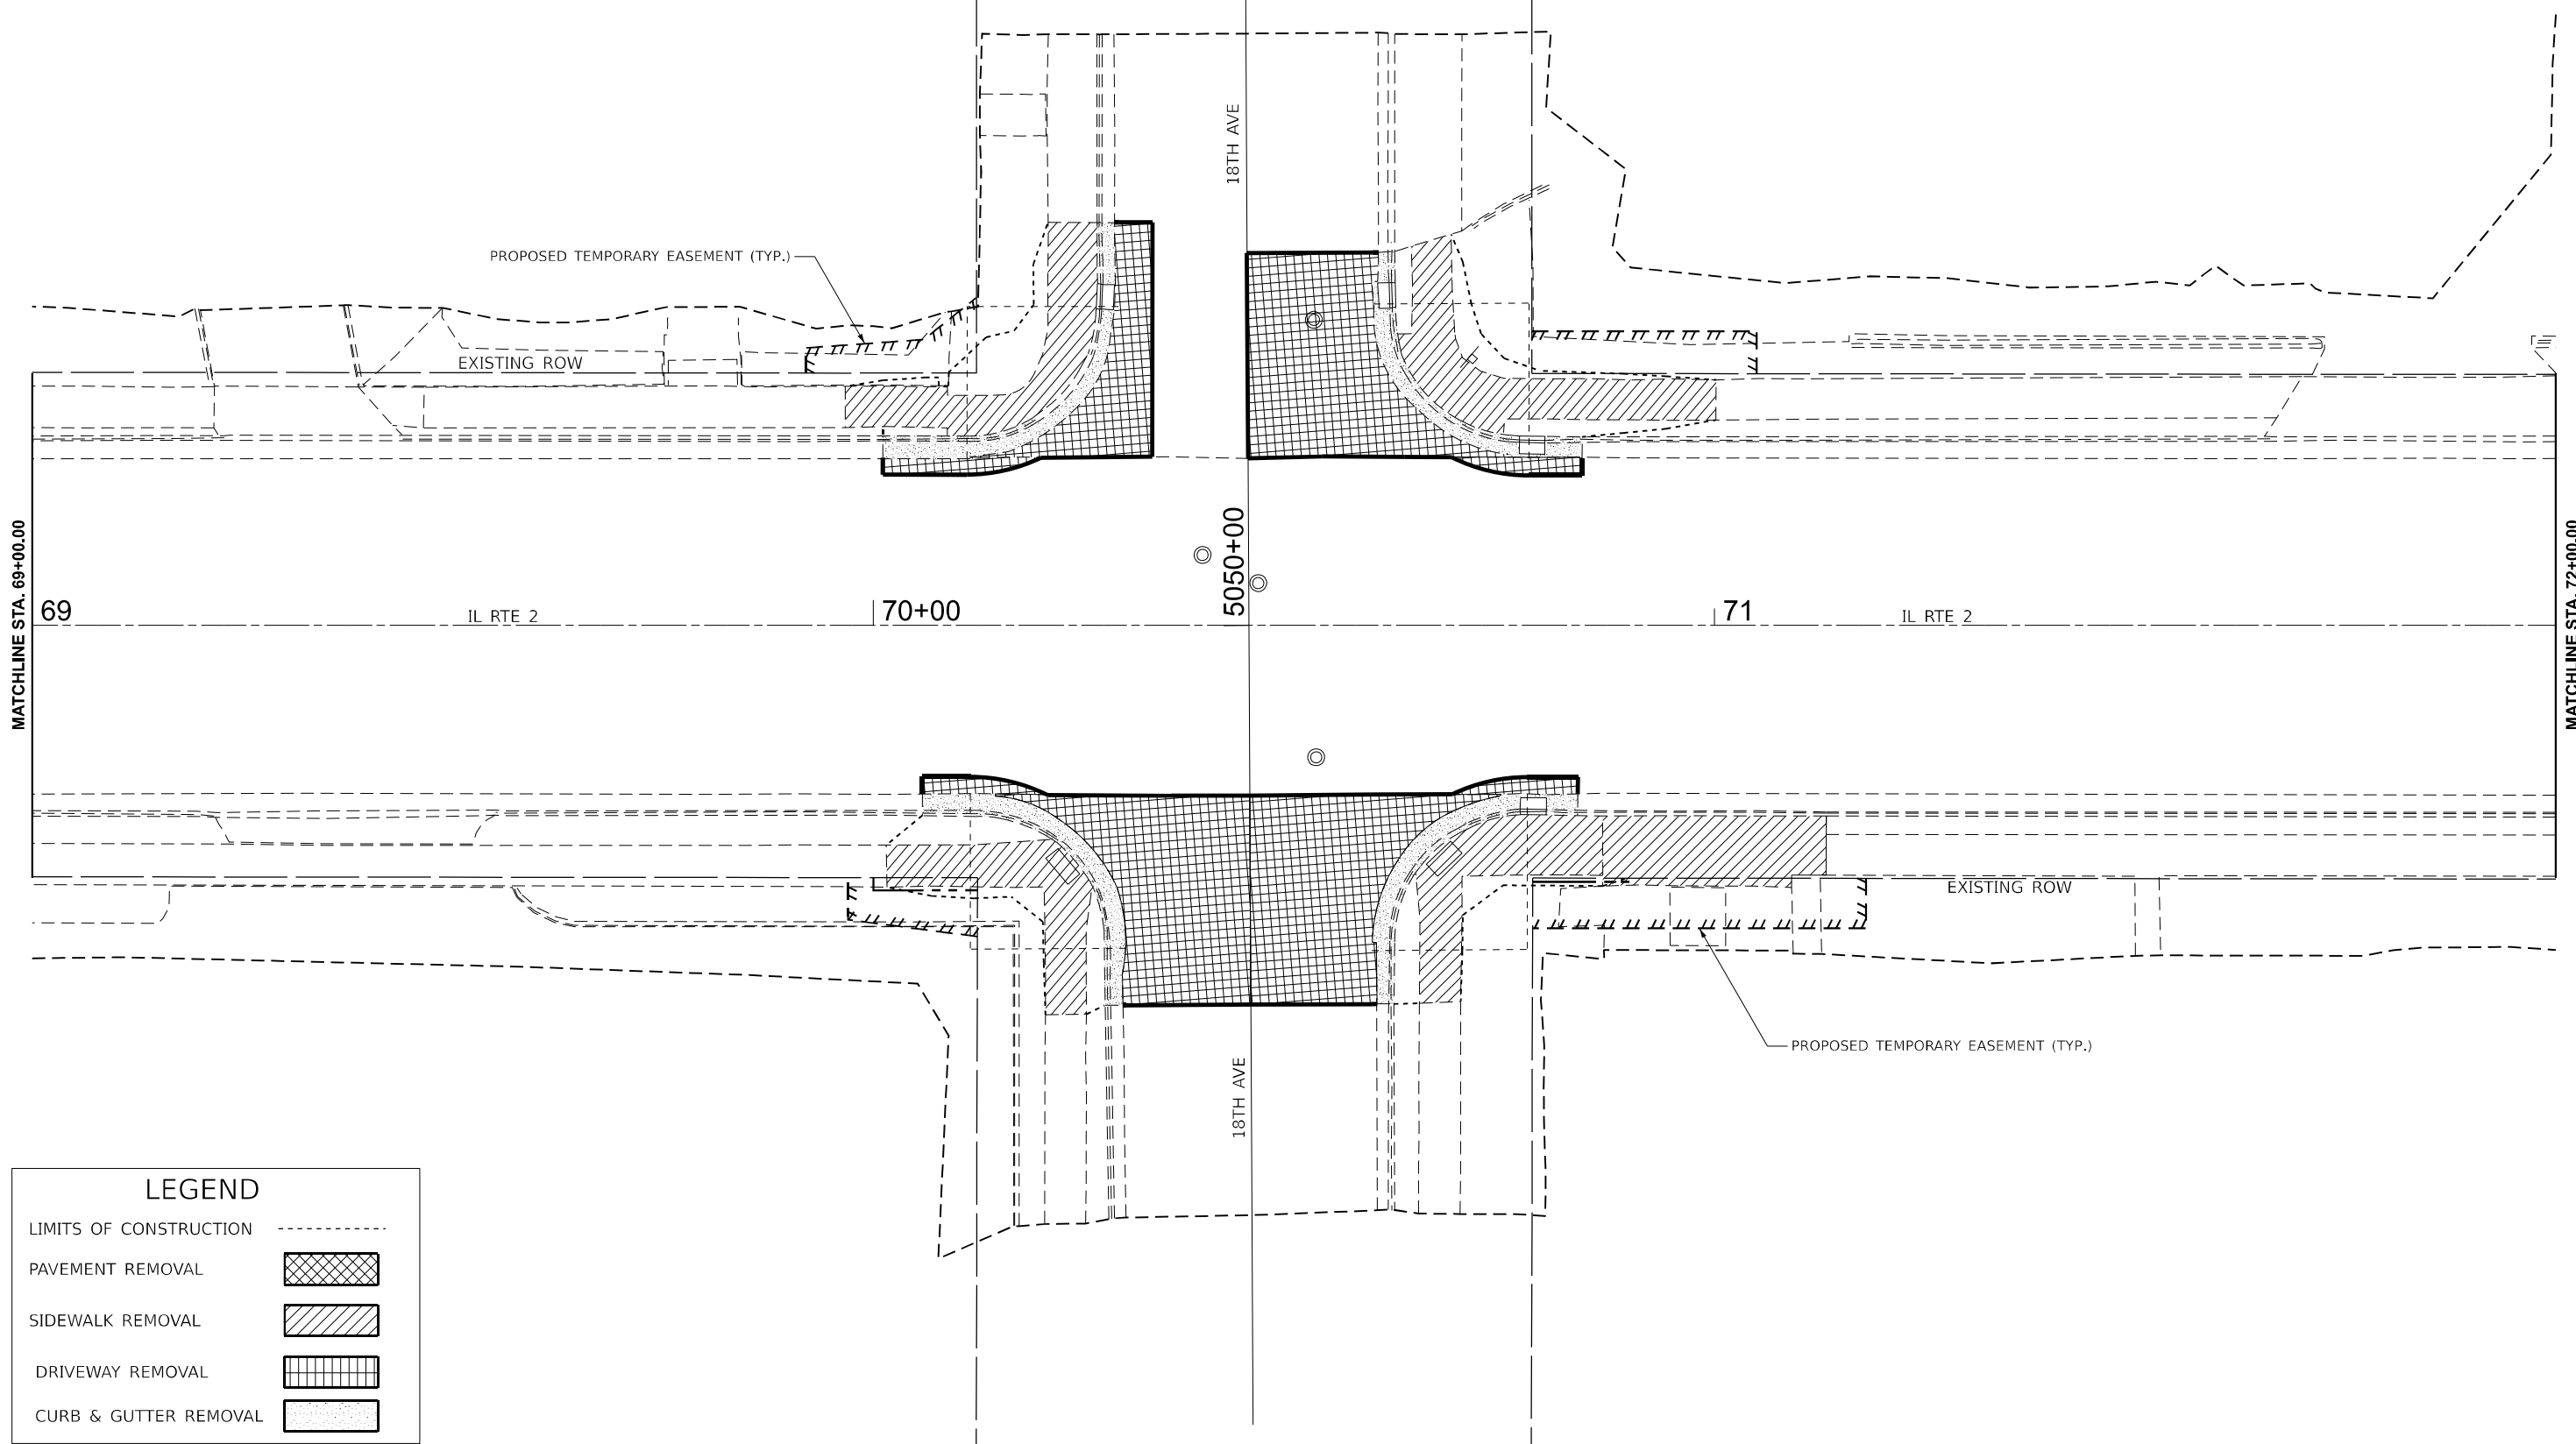 18TH AVE
PROPOSED TEMPORARY EASEMENT (TYP.)
EXISTING ROW
MATCHLINE STA. 69+00.00
69
IL RTE 2
70+00
5050+00
71
IL RTE 2
MATCHLINE STA. 72+00.00
EXISTING ROW
PROPOSED TEMPORARY EASEMENT (TYP.)
18TH AVE
LEGEND
LIMITS OF CONSTRUCTION
PAVEMENT REMOVAL
SIDEWALK REMOVAL
DRIVEWAY REMOVAL
CURB & GUTTER REMOVAL